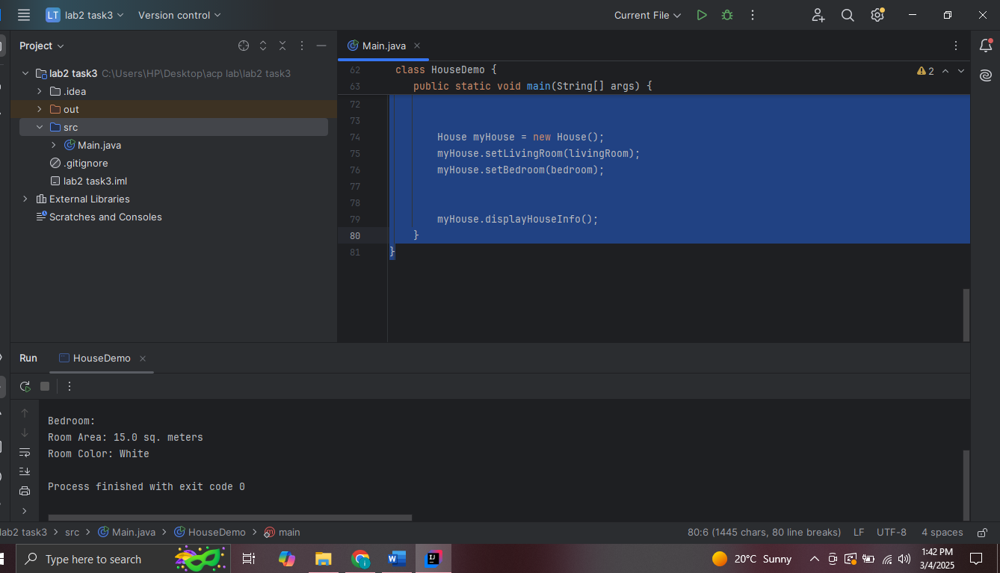 LT lab2 task3 Version control Current File
Project
Main.java
lab2 task3 C:\Users\HP\Desktop\acp lab\lab2 task3
.idea
out
src
Main.java
.gitignore
lab2 task3.iml
External Libraries
Scratches and Consoles
62 class HouseDemo {
2
63 public static void main(String[] args) {
72
73
74 House myHouse = new House();
75 myHouse.setLivingRoom(livingRoom);
76 myHouse.setBedroom(bedroom);
77
78
79 myHouse.displayHouseInfo();
80 }
81 }
Run HouseDemo
Bedroom:
Room Area: 15.0 sq. meters
Room Color: White
Process finished with exit code 0
lab2 task3 > src > Main.java > HouseDemo > main
80:6 (1445 chars, 80 line breaks) LF UTF-8 4 spaces
Type here to search
20°C Sunny
1:42 PM
3/4/2025